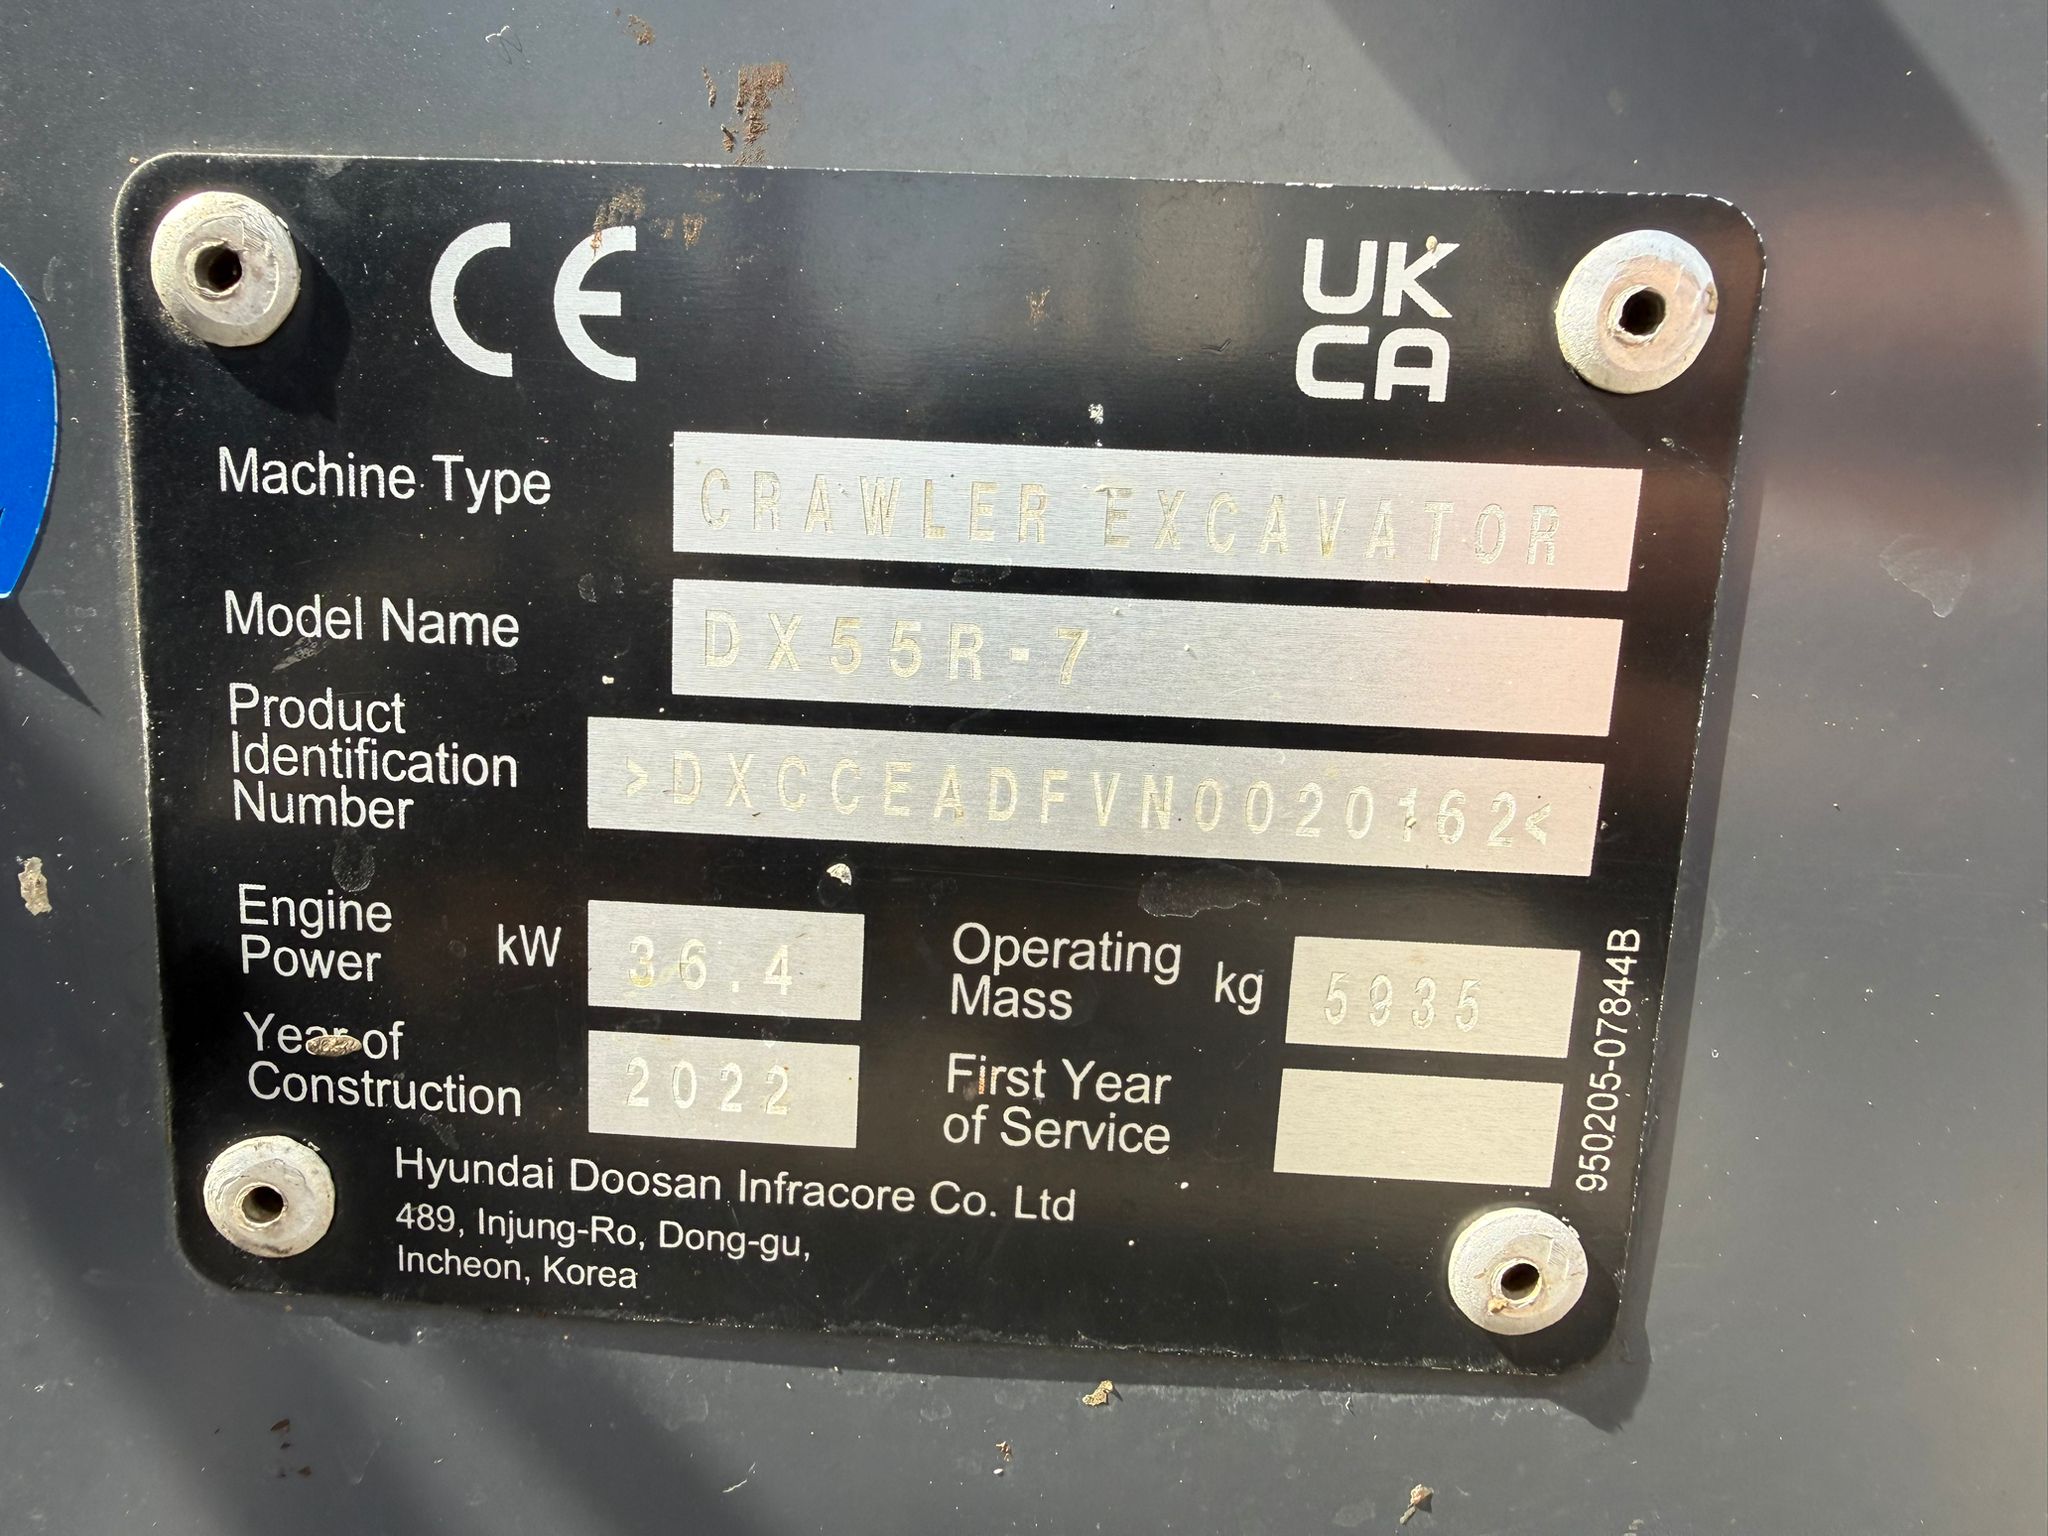 CE
UK
CA
Machine Type CRAWLER EXCAVATOR
Model Name DX55R-7
Product
Identification
Number >DXCCEADFVN0020162<
Engine
Power kW 36.4
Operating
Mass kg 5935
Year of
Construction 2022
First Year
of Service
Hyundai Doosan Infracore Co. Ltd
489, Injung-Ro, Dong-gu,
Incheon, Korea
950205-07844B